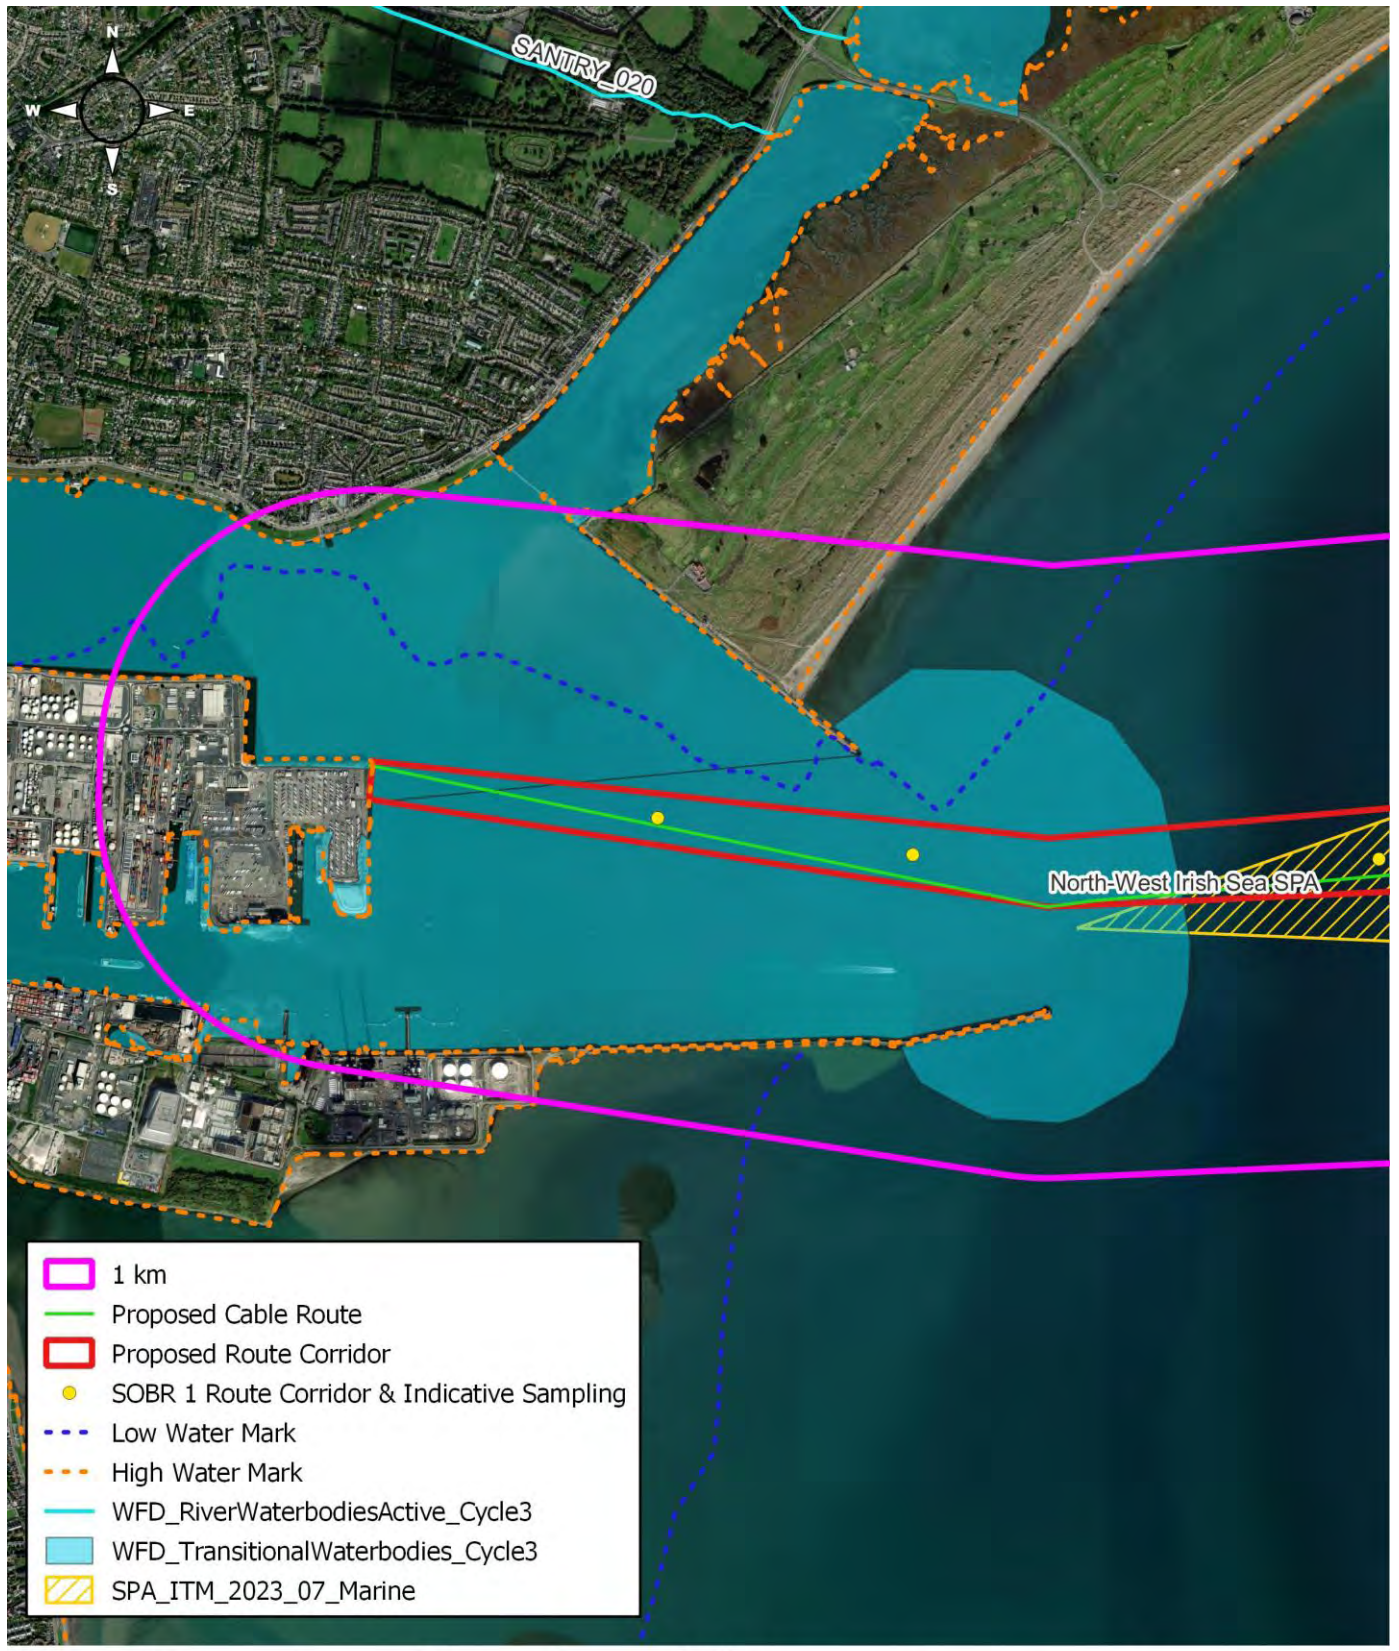 N
W
E
S
SANTRY_020
North-West Irish Sea SPA
1 km
Proposed Cable Route
Proposed Route Corridor
SOBR 1 Route Corridor & Indicative Sampling
Low Water Mark
High Water Mark
WFD_RiverWaterbodiesActive_Cycle3
WFD_TransitionalWaterbodies_Cycle3
SPA_ITM_2023_07_Marine